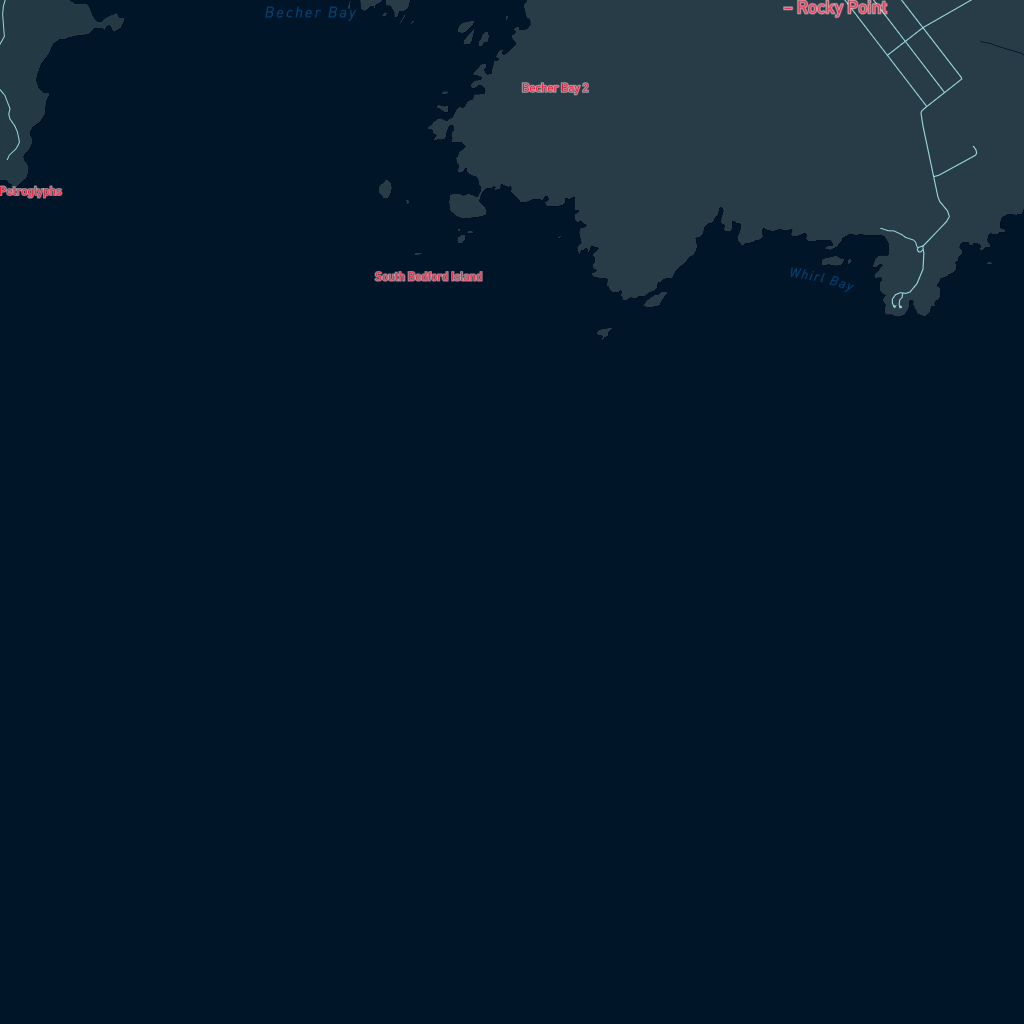 Becher Bay
– Rocky Point
Becher Bay 2
Petroglyphs
South Bedford Island
Whirl Bay